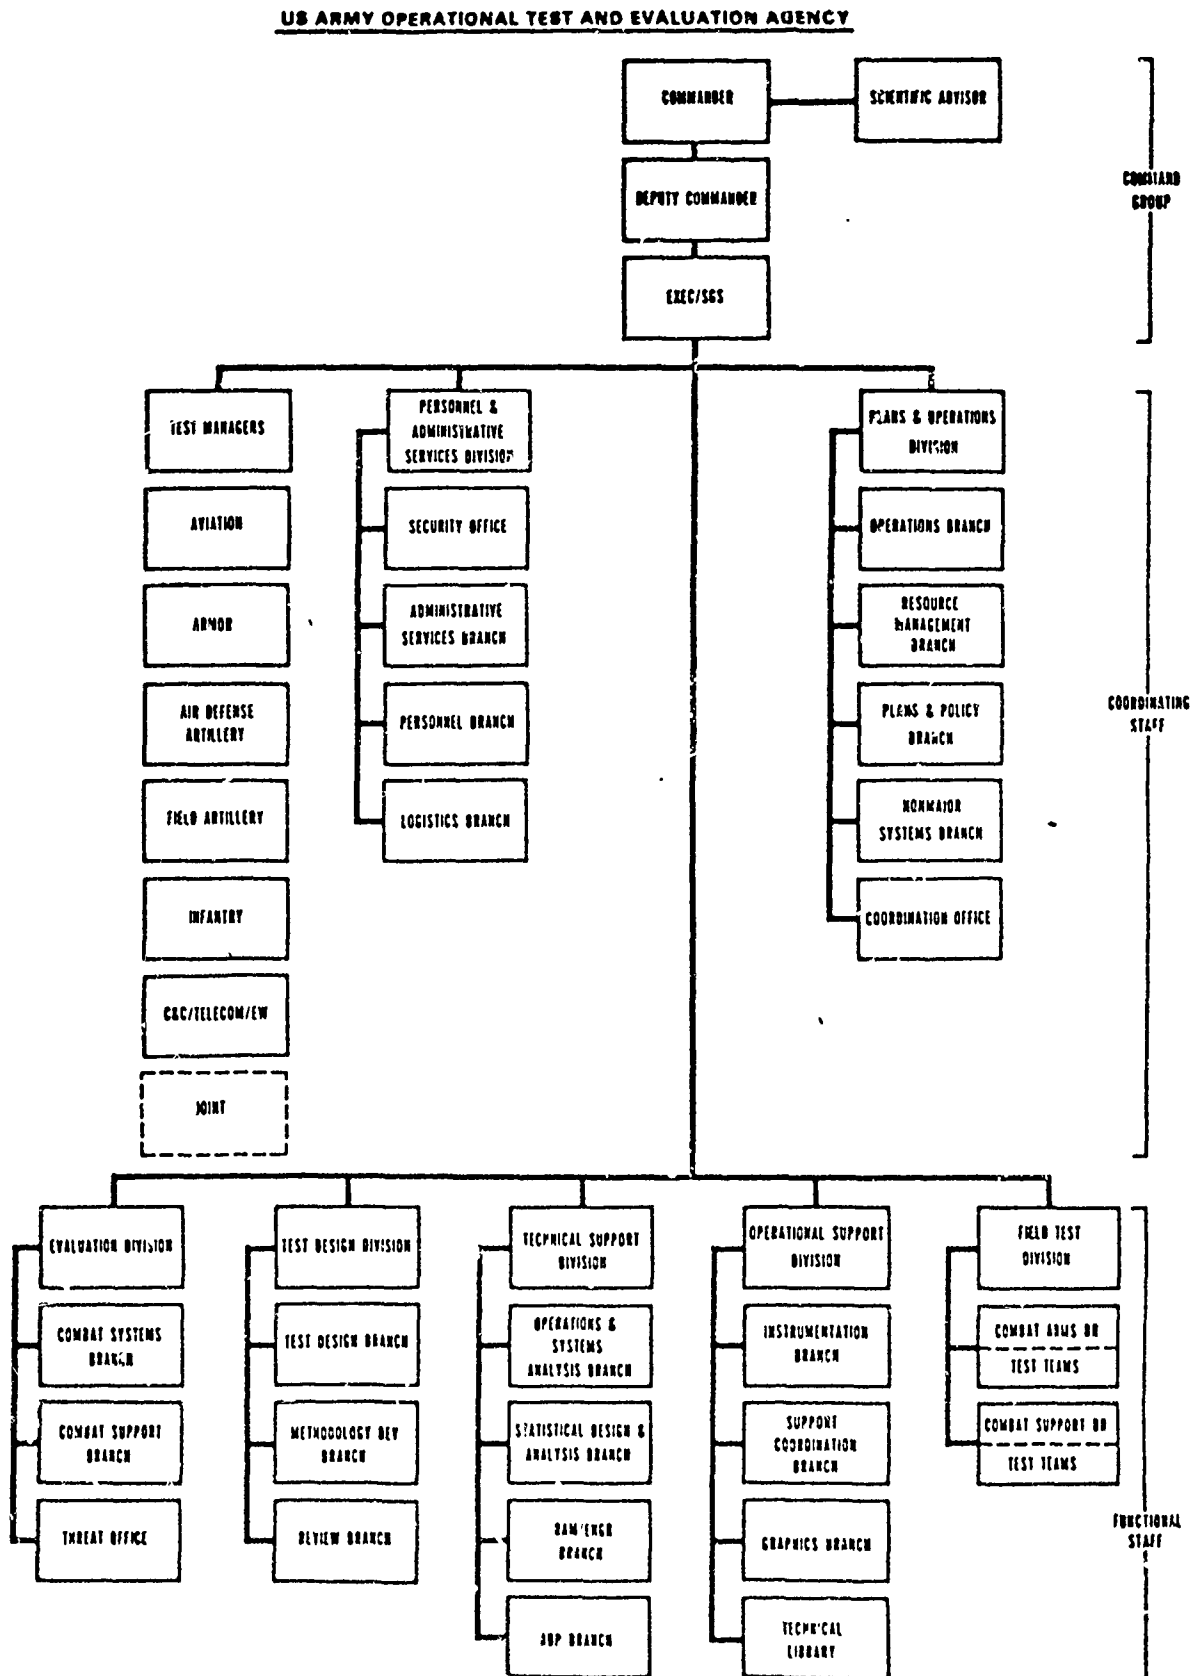 US ARMY OPERATIONAL TEST AND EVALUATION AGENCY
COMMANDER
SCIENTIFIC ADVISOR
DEPUTY COMMANDER
EXEC/SGS
COMMAND
GROUP
TEST MANAGERS
AVIATION
ARMOR
AIR DEFENSE
ARTILLERY
FIELD ARTILLERY
INFANTRY
C&C/TELECOM/EW
JOINT
PERSONNEL &
ADMINISTRATIVE
SERVICES DIVISION
SECURITY OFFICE
ADMINISTRATIVE
SERVICES BRANCH
PERSONNEL BRANCH
LOGISTICS BRANCH
PLANS & OPERATIONS
DIVISION
OPERATIONS BRANCH
RESOURCE
MANAGEMENT
BRANCH
PLANS & POLICY
BRANCH
NONMAJOR
SYSTEMS BRANCH
COORDINATION OFFICE
COORDINATING
STAFF
EVALUATION DIVISION
COMBAT SYSTEMS
BRANCH
COMBAT SUPPORT
BRANCH
THREAT OFFICE
TEST DESIGN DIVISION
TEST DESIGN BRANCH
METHODOLOGY DEV
BRANCH
REVIEW BRANCH
TECHNICAL SUPPORT
DIVISION
OPERATIONS &
SYSTEMS
ANALYSIS BRANCH
STATISTICAL DESIGN &
ANALYSIS BRANCH
RAM/ENGR
BRANCH
ADP BRANCH
OPERATIONAL SUPPORT
DIVISION
INSTRUMENTATION
BRANCH
SUPPORT
COORDINATION
BRANCH
GRAPHICS BRANCH
TECHNICAL
LIBRARY
FIELD TEST
DIVISION
COMBAT ARMS BR
TEST TEAMS
COMBAT SUPPORT BR
TEST TEAMS
FUNCTIONAL
STAFF